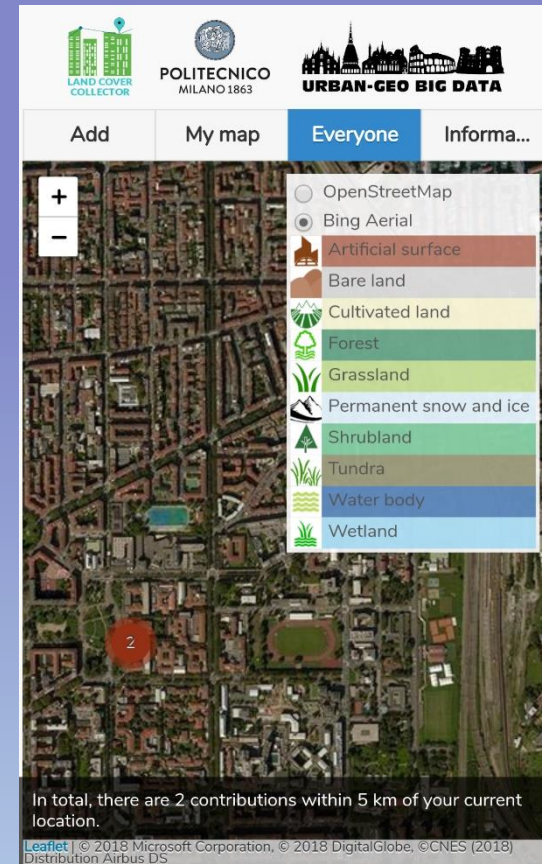 LAND COVER
COLLECTOR
POLITECNICO
MILANO 1863
URBAN-GEO BIG DATA
Add
My map
Everyone
Informa...
+
−
OpenStreetMap
Bing Aerial
Artificial surface
Bare land
Cultivated land
Forest
Grassland
Permanent snow and ice
Shrubland
Tundra
Water body
Wetland
2
In total, there are 2 contributions within 5 km of your current
location.
Leaflet | © 2018 Microsoft Corporation, © 2018 DigitalGlobe, ©CNES (2018)
Distribution Airbus DS